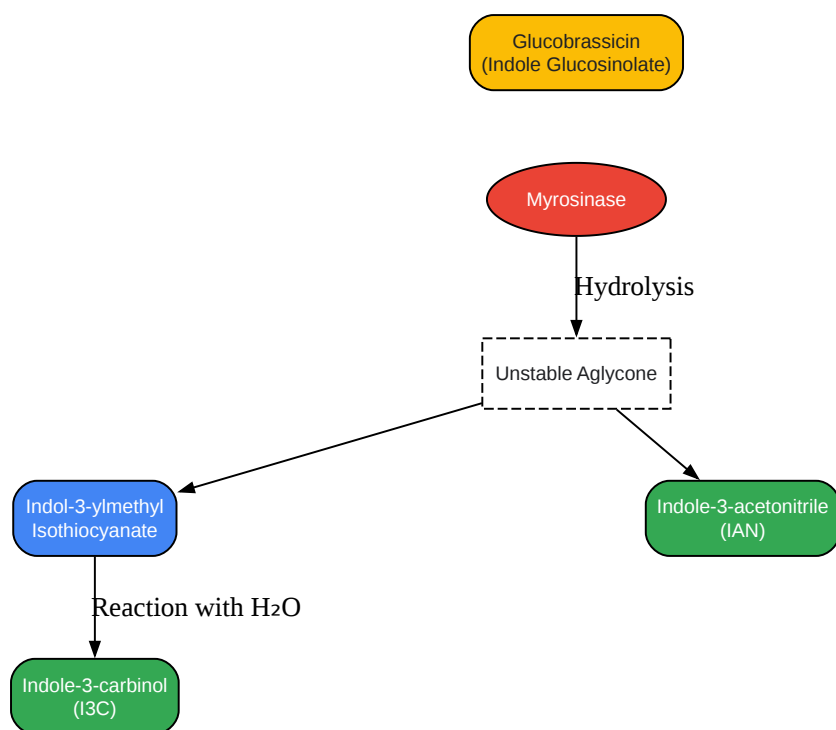 Glucobrassicin
(Indole Glucosinolate)
Myrosinase
Hydrolysis
Unstable Aglycone
Indol-3-ylmethyl
Isothiocyanate
Indole-3-acetonitrile
(IAN)
Reaction with H₂O
Indole-3-carbinol
(I3C)